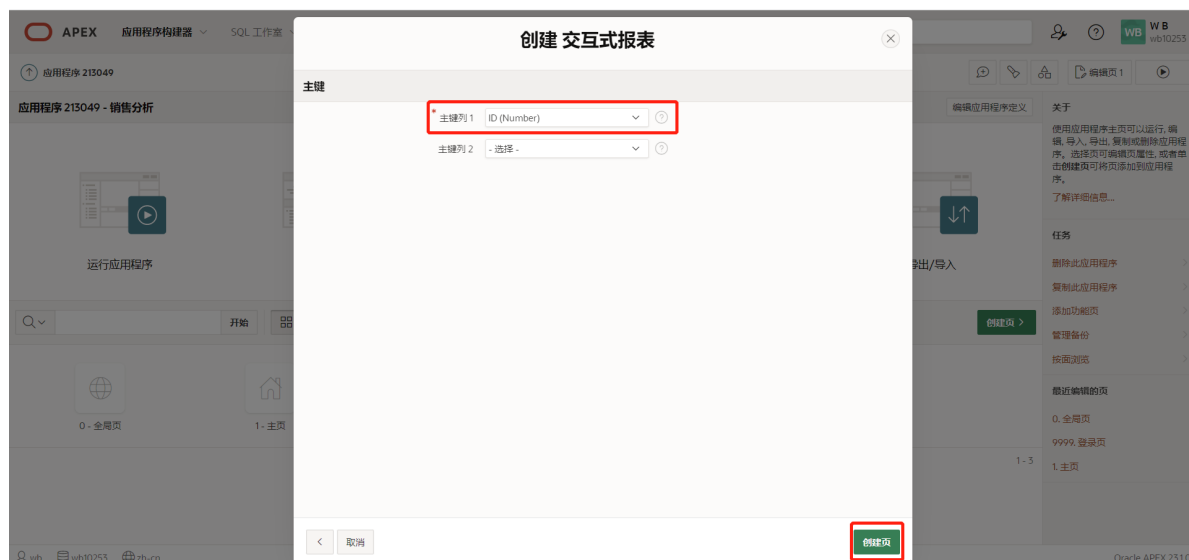 APEX 应用程序构建器 SQL 工作室
创建 交互式报表
WB W B
wb10253
应用程序 213049
编辑页 1
主键
应用程序 213049 - 销售分析
编辑应用程序定义
关于
* 主键列 1 ID (Number)
主键列 2 - 选择 -
使用应用程序主页可以运行, 编
辑, 导入, 导出, 复制或删除应用程
序。选择页可编辑页属性, 或者单
击创建页可将页添加到应用程
序。
了解详细信息...
任务
运行应用程序
导出/导入
删除此应用程序
复制此应用程序
添加功能页
管理备份
按面浏览
开始
创建页
最近编辑的页
0 - 全局页
1 - 主页
0. 全局页
9999. 登录页
1. 主页
1 - 3
取消
创建页
wb wb10253 zh-cn
Oracle APEX 23.1.0